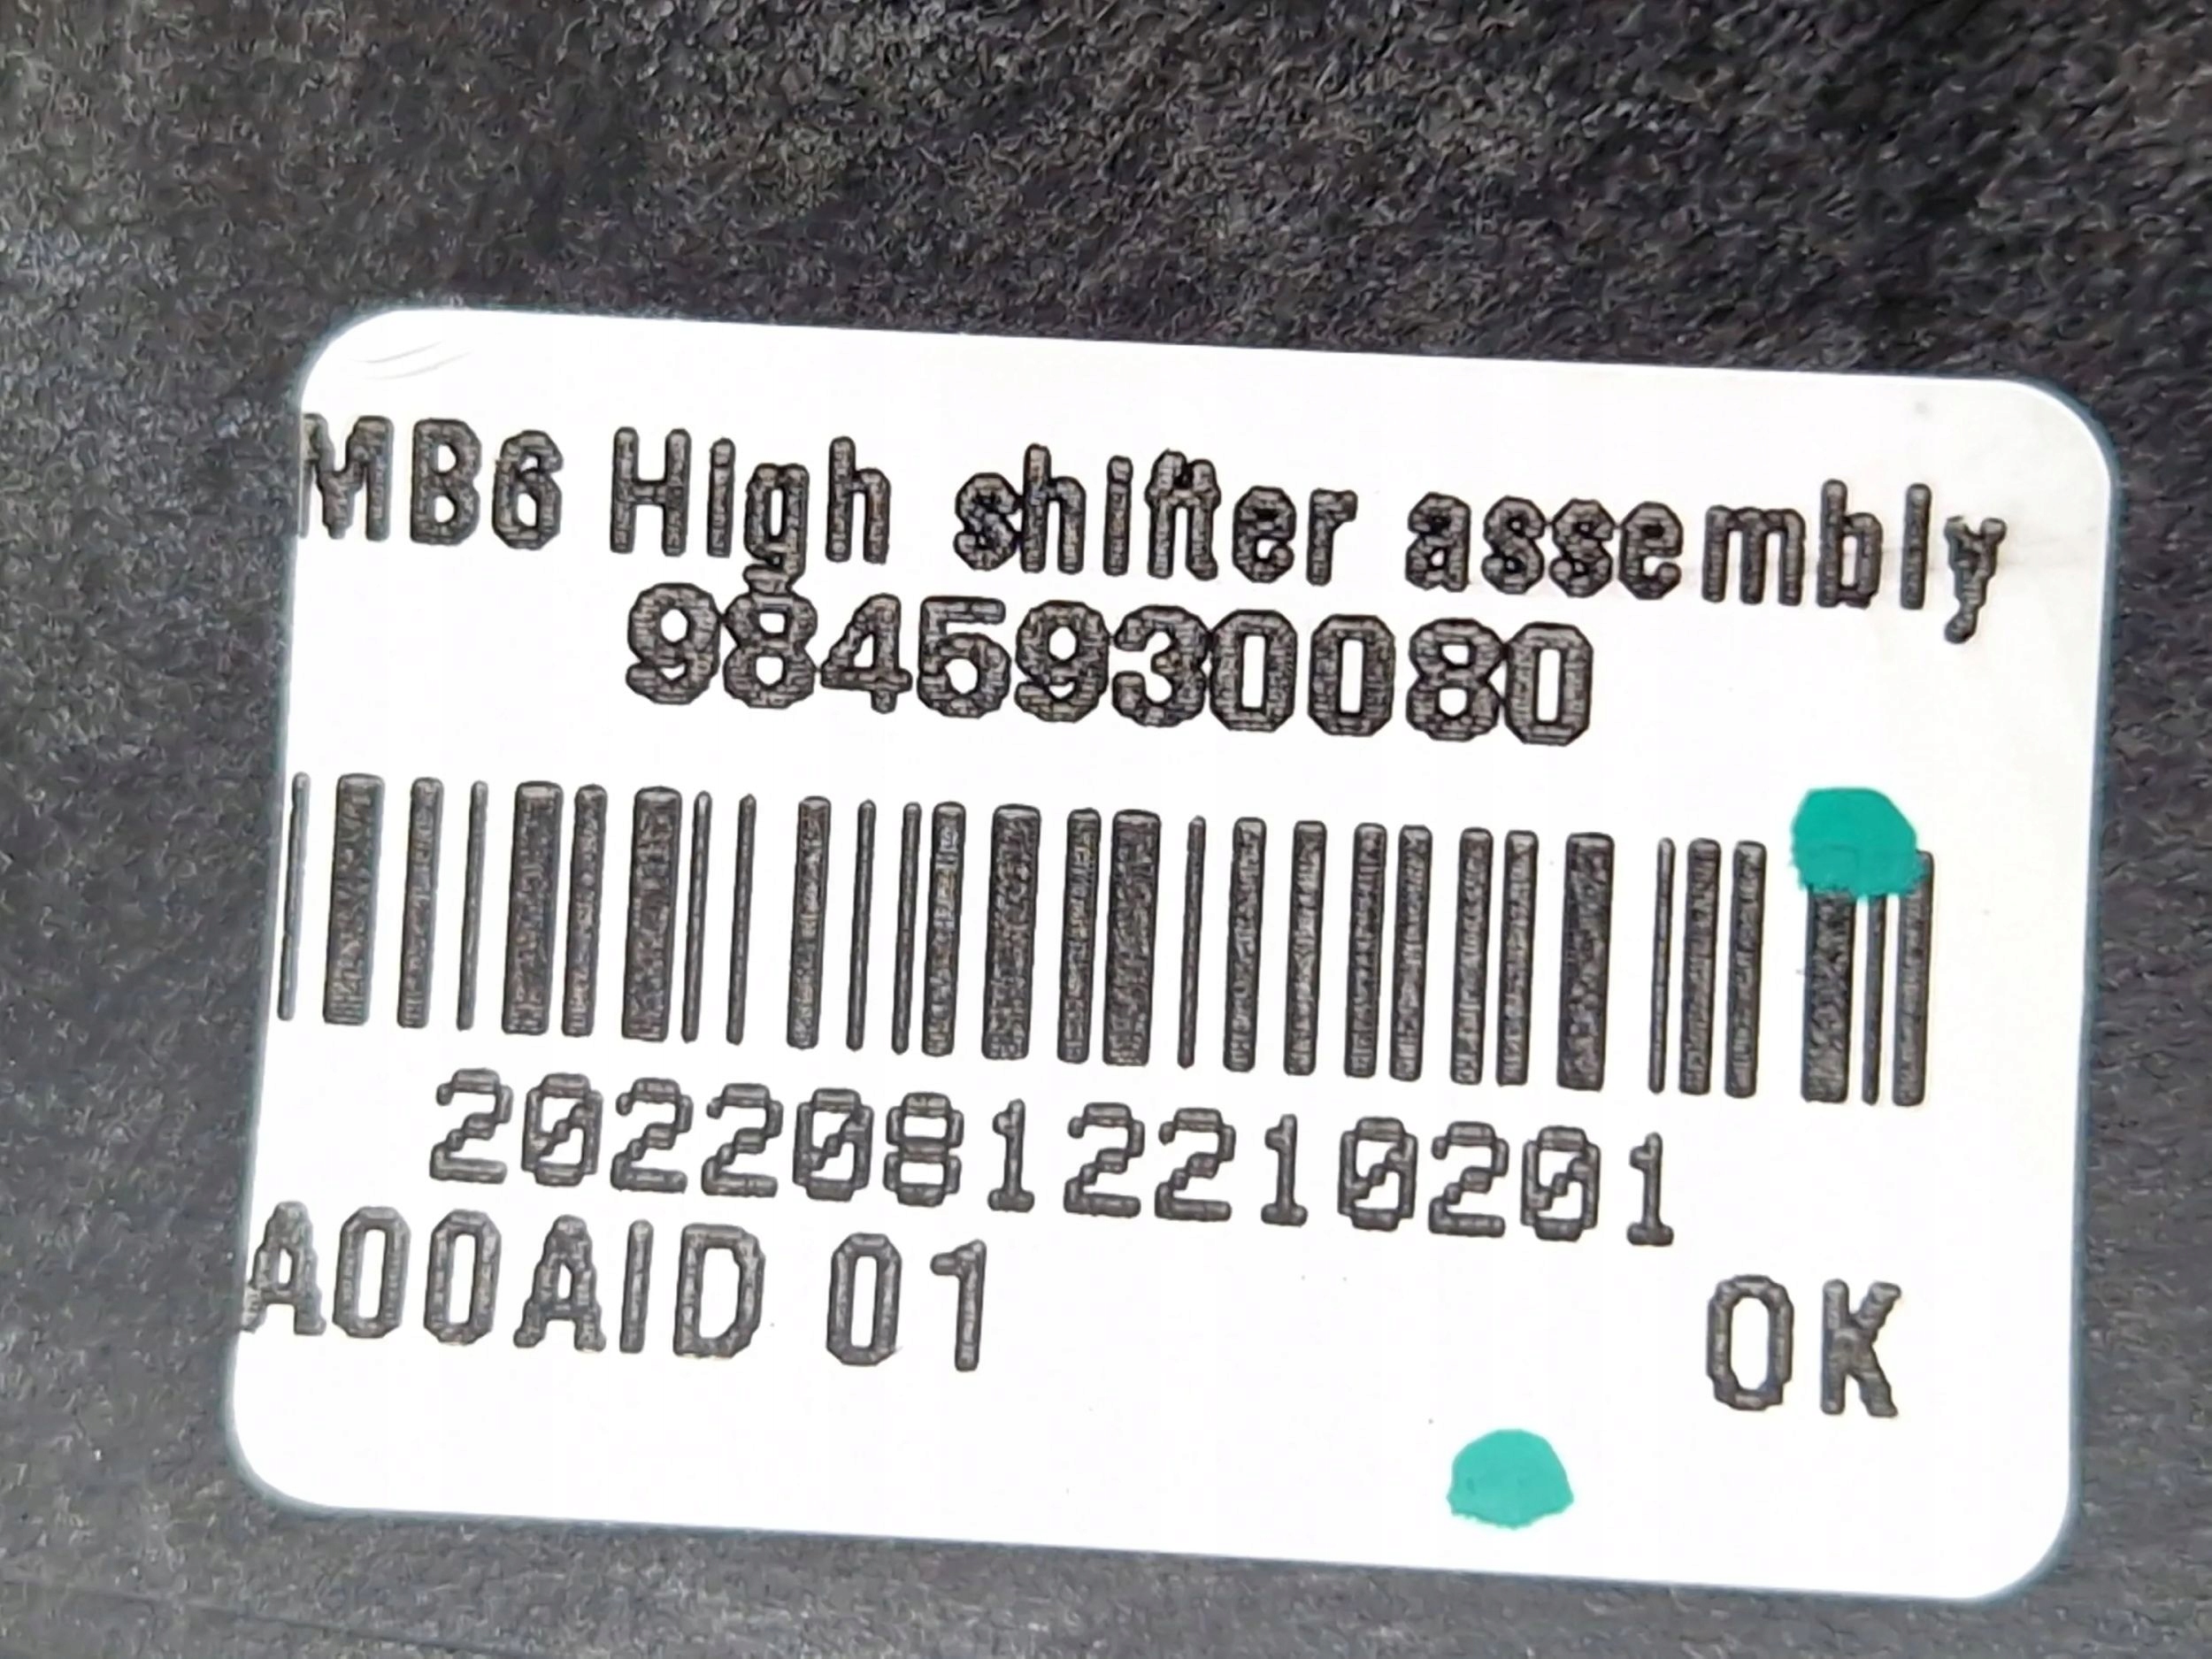 MB6 High shifter assembly
9845930080
20220812210201
A00AID 01
OK